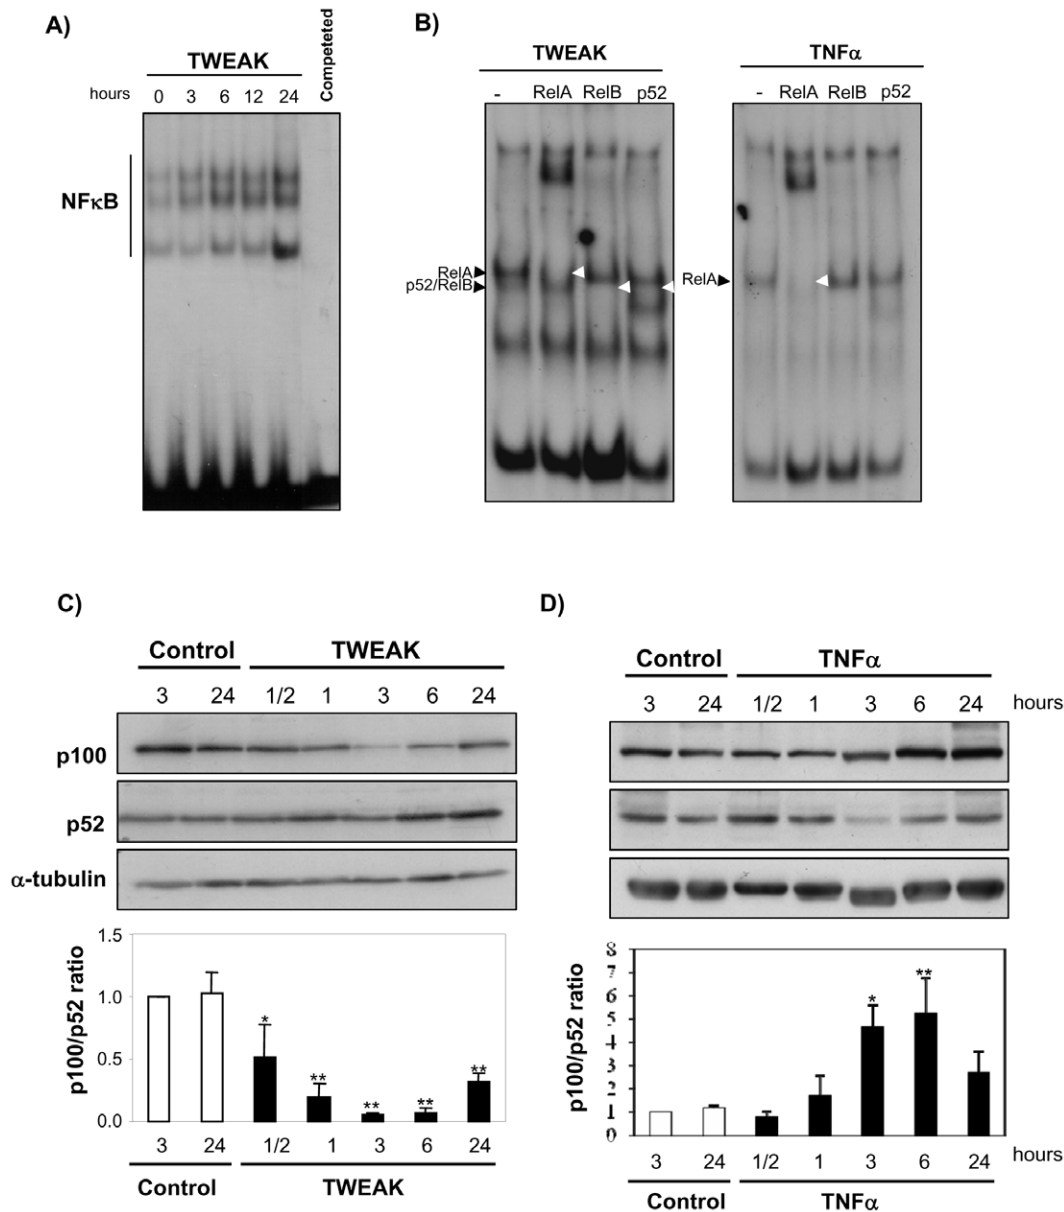 A)
TWEAK
Competeted
hours 0 3 6 12 24
NFκB
B)
TWEAK
- RelA RelB p52
RelA
p52/RelB
TNFα
- RelA RelB p52
RelA
C)
Control TWEAK
3 24 1/2 1 3 6 24
p100
p52
α-tubulin
p100/p52 ratio
1.5
1.0
0.5
0.0
*
**
**
**
**
3 24 1/2 1 3 6 24
Control TWEAK
D)
Control TNFα
3 24 1/2 1 3 6 24 hours
p100/p52 ratio
8
7
6
5
4
3
2
1
0
*
**
3 24 1/2 1 3 6 24 hours
Control TNFα